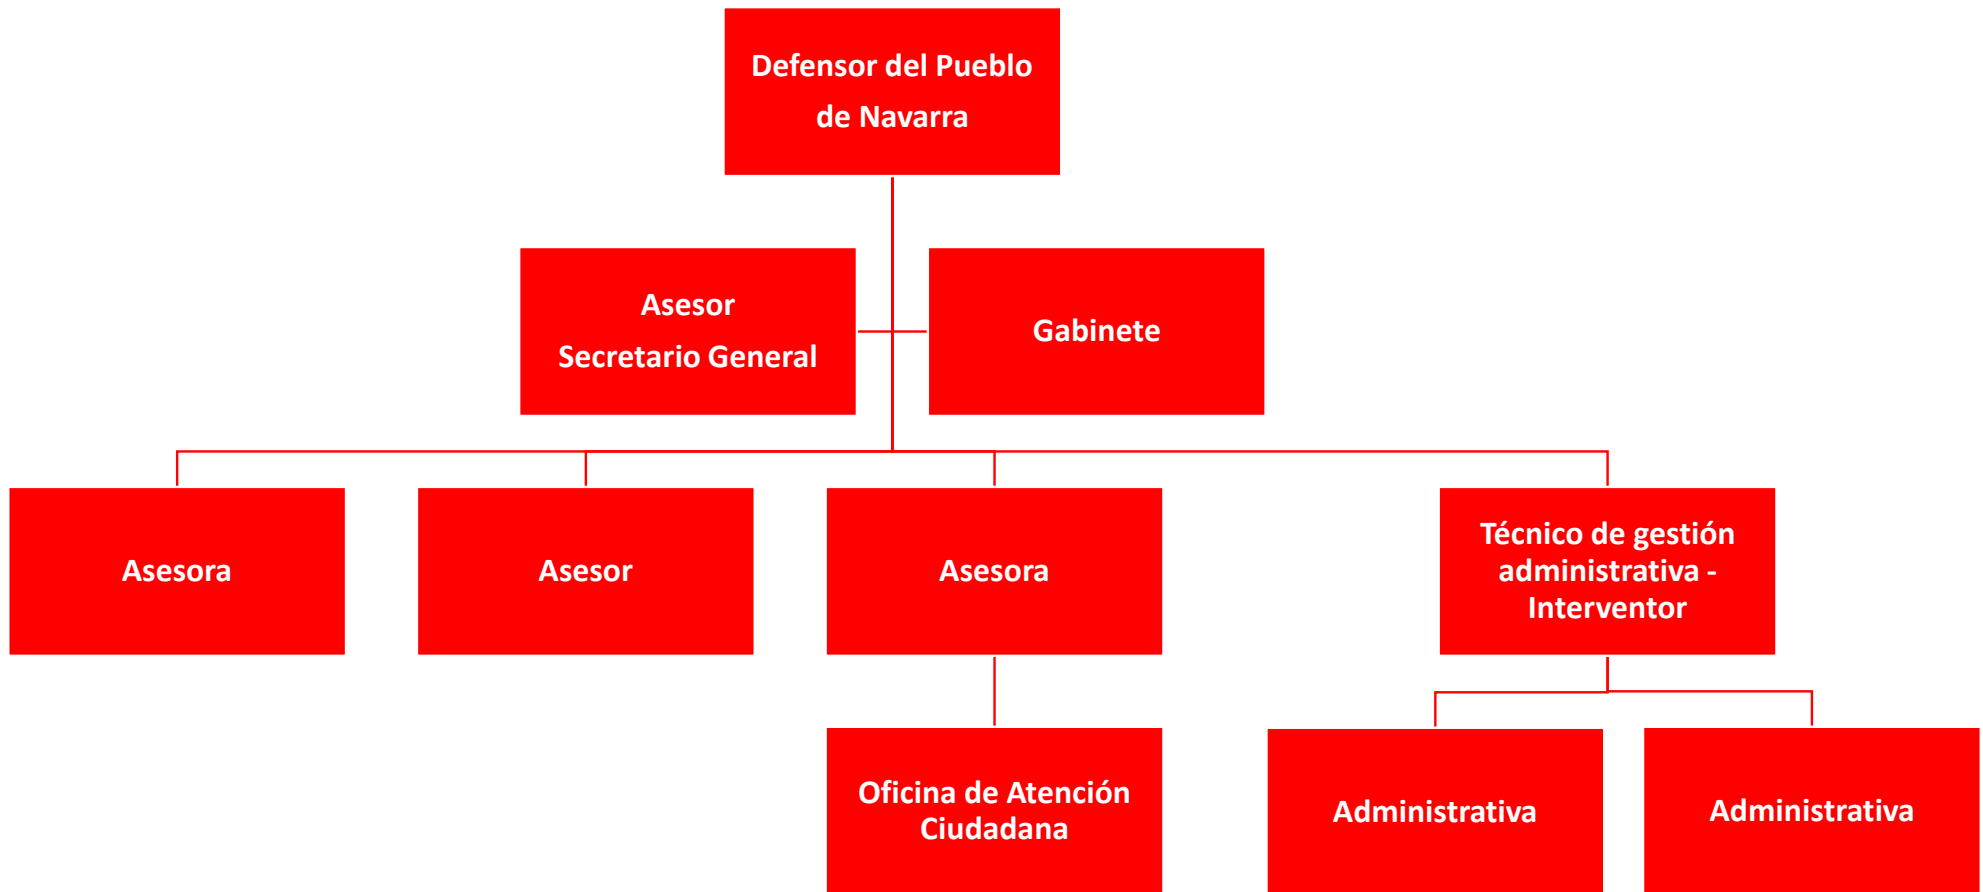 Defensor del Pueblo
de Navarra
Asesor
Secretario General
Gabinete
Asesora
Asesor
Asesora
Técnico de gestión
administrativa -
Interventor
Oficina de Atención
Ciudadana
Administrativa
Administrativa